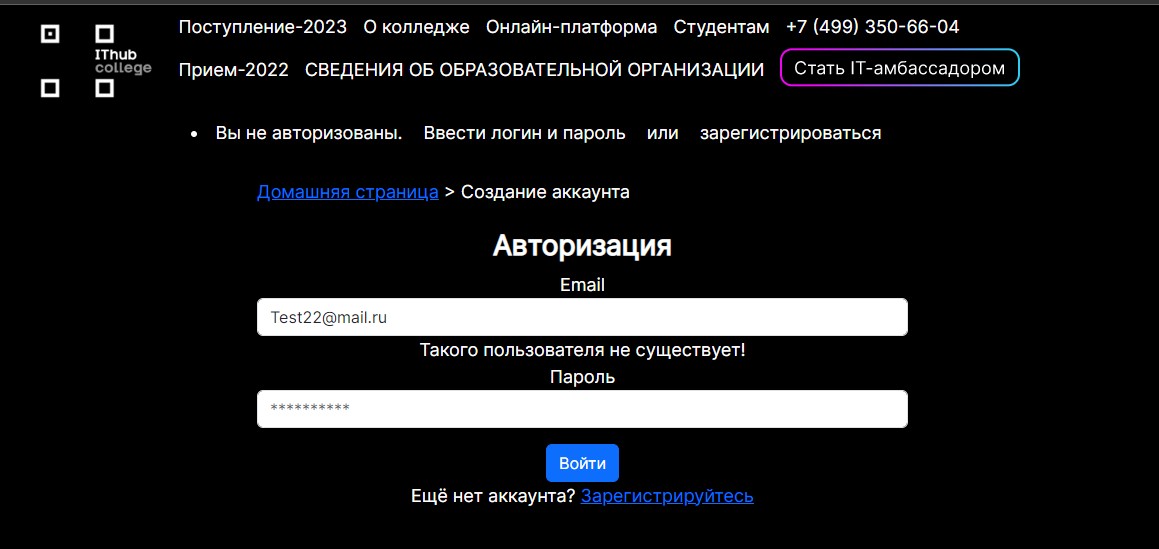 Поступление-2023 О колледже Онлайн-платформа Студентам +7 (499) 350-66-04
IThub
college
Прием-2022 СВЕДЕНИЯ ОБ ОБРАЗОВАТЕЛЬНОЙ ОРГАНИЗАЦИИ Стать IT-амбассадором
• Вы не авторизованы. Ввести логин и пароль или зарегистрироваться
Домашняя страница > Создание аккаунта
Авторизация
Email
Test22@mail.ru
Такого пользователя не существует!
Пароль
**********
Войти
Ещё нет аккаунта? Зарегистрируйтесь